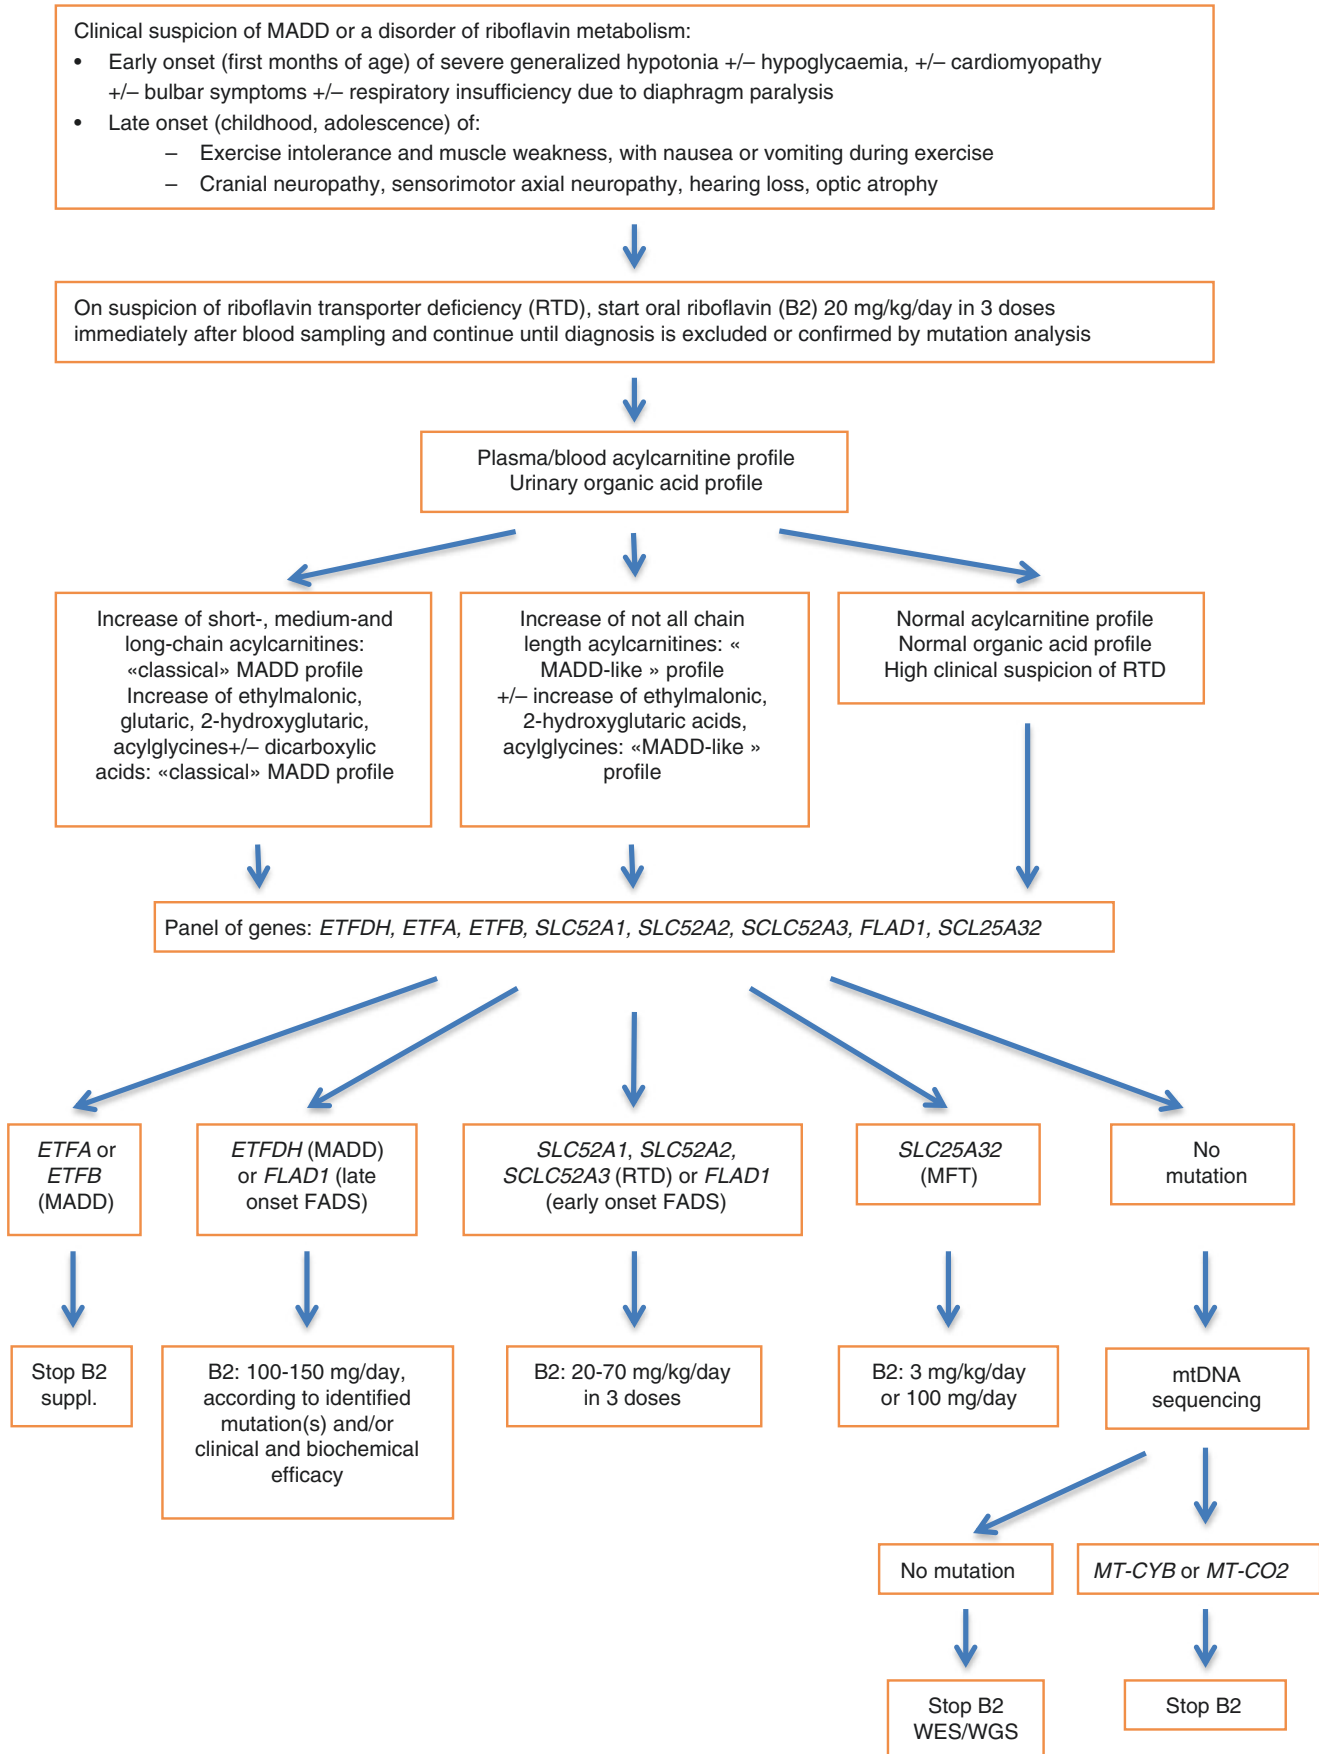 Clinical suspicion of MADD or a disorder of riboflavin metabolism:
• Early onset (first months of age) of severe generalized hypotonia +/– hypoglycaemia, +/– cardiomyopathy
+/– bulbar symptoms +/– respiratory insufficiency due to diaphragm paralysis
• Late onset (childhood, adolescence) of:
– Exercise intolerance and muscle weakness, with nausea or vomiting during exercise
– Cranial neuropathy, sensorimotor axial neuropathy, hearing loss, optic atrophy
On suspicion of riboflavin transporter deficiency (RTD), start oral riboflavin (B2) 20 mg/kg/day in 3 doses
immediately after blood sampling and continue until diagnosis is excluded or confirmed by mutation analysis
Plasma/blood acylcarnitine profile
Urinary organic acid profile
Increase of short-, medium-and
long-chain acylcarnitines:
«classical» MADD profile
Increase of ethylmalonic,
glutaric, 2-hydroxyglutaric,
acylglycines+/– dicarboxylic
acids: «classical» MADD profile
Increase of not all chain
length acylcarnitines: «
MADD-like » profile
+/– increase of ethylmalonic,
2-hydroxyglutaric acids,
acylglycines: «MADD-like »
profile
Normal acylcarnitine profile
Normal organic acid profile
High clinical suspicion of RTD
Panel of genes: ETFDH, ETFA, ETFB, SLC52A1, SLC52A2, SCLC52A3, FLAD1, SCL25A32
ETFA or
ETFB
(MADD)
ETFDH (MADD)
or FLAD1 (late
onset FADS)
SLC52A1, SLC52A2,
SCLC52A3 (RTD) or FLAD1
(early onset FADS)
SLC25A32
(MFT)
No
mutation
Stop B2
suppl.
B2: 100-150 mg/day,
according to identified
mutation(s) and/or
clinical and biochemical
efficacy
B2: 20-70 mg/kg/day
in 3 doses
B2: 3 mg/kg/day
or 100 mg/day
mtDNA
sequencing
No mutation
MT-CYB or MT-CO2
Stop B2
WES/WGS
Stop B2